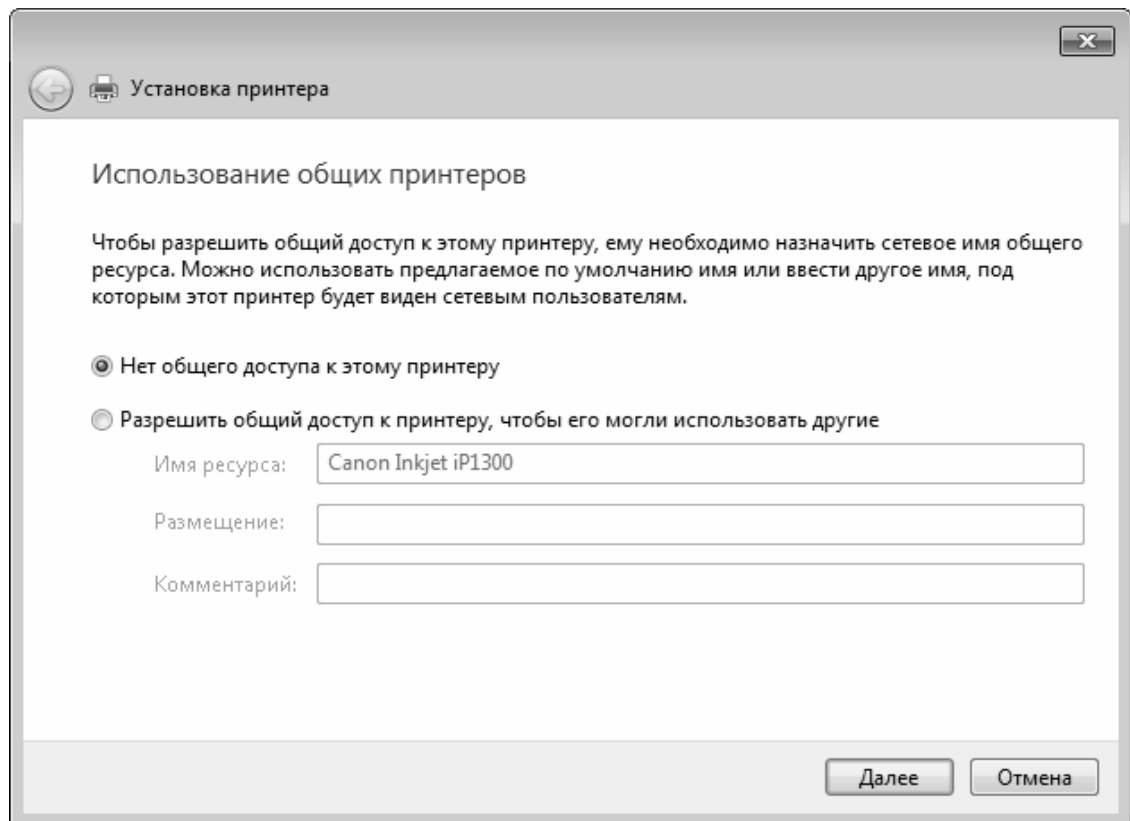 Установка принтера
Использование общих принтеров
Чтобы разрешить общий доступ к этому принтеру, ему необходимо назначить сетевое имя общего
ресурса. Можно использовать предлагаемое по умолчанию имя или ввести другое имя, под
которым этот принтер будет виден сетевым пользователям.
Нет общего доступа к этому принтеру
Разрешить общий доступ к принтеру, чтобы его могли использовать другие
Имя ресурса: Canon Inkjet iP1300
Размещение:
Комментарий:
Далее Отмена